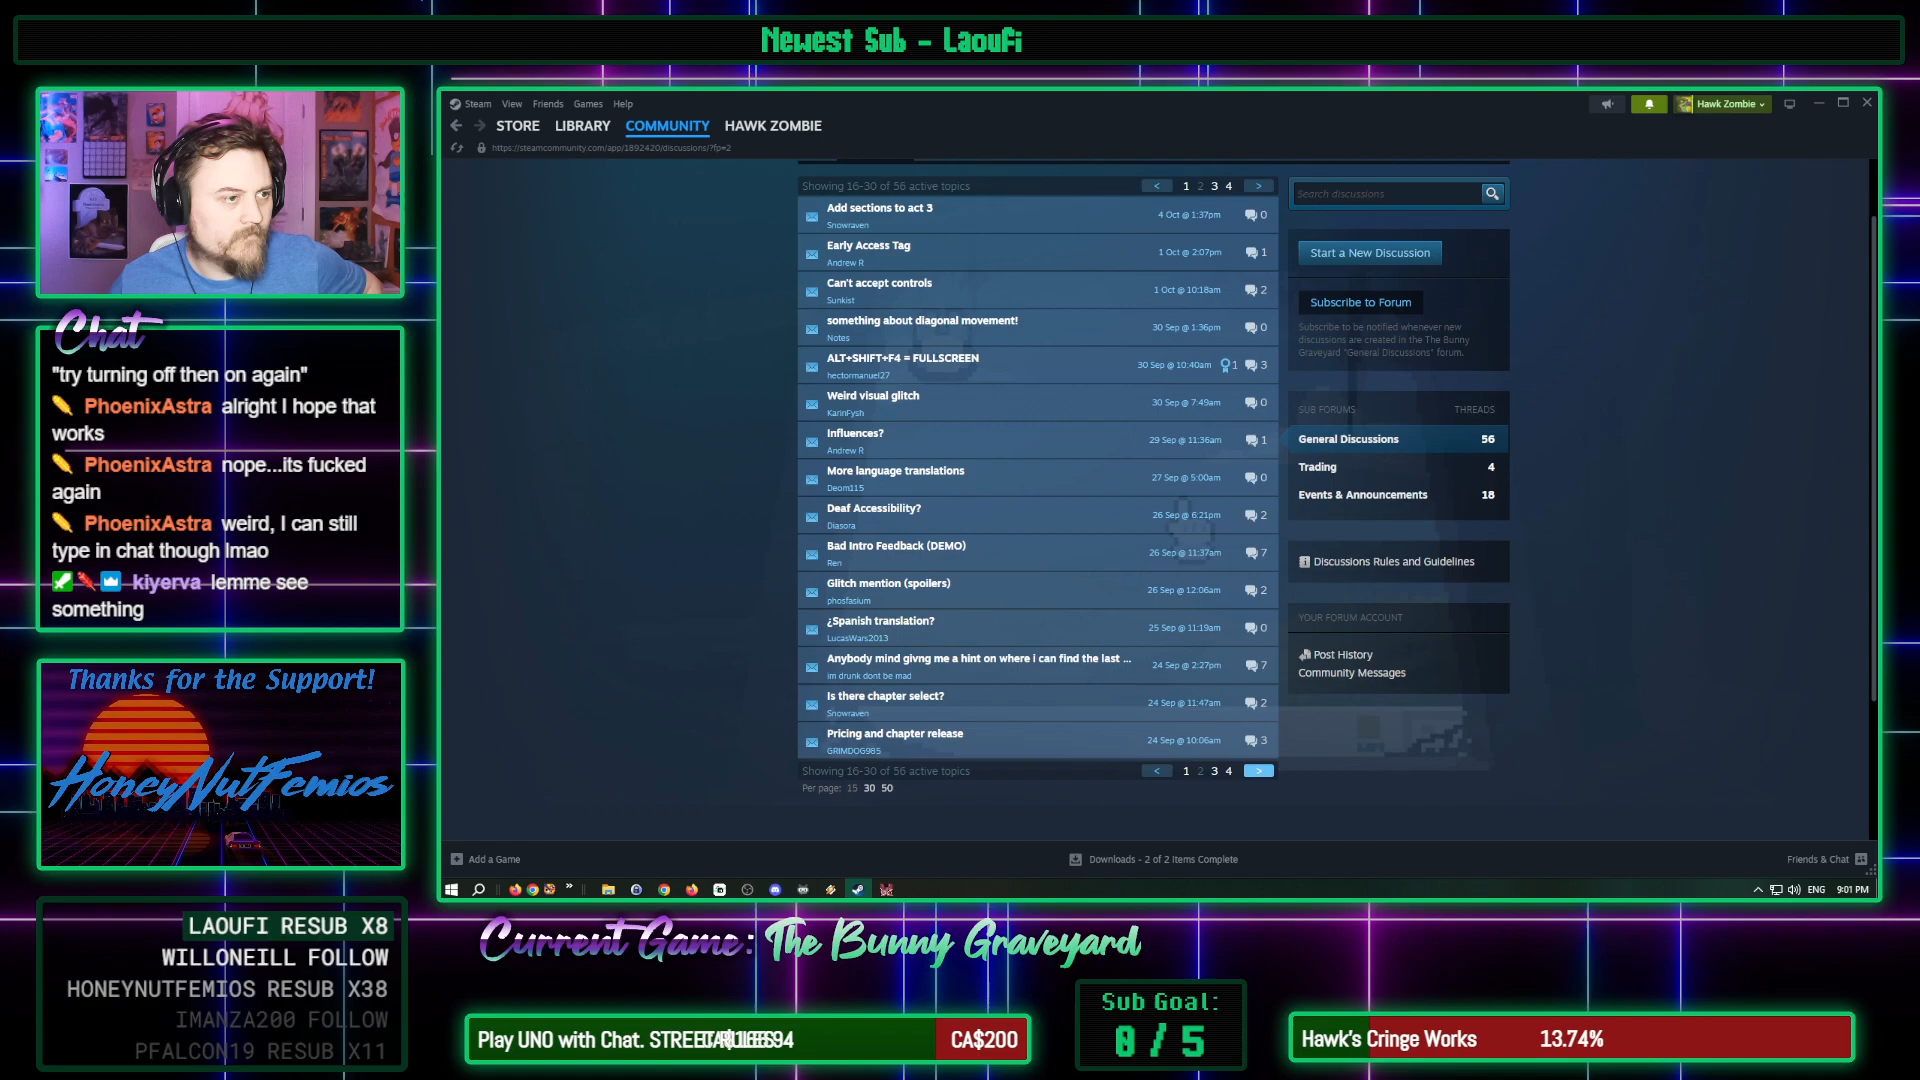 Newest Sub - Laoufi
Steam View Friends Games Help
Hawk Zombie
STORE LIBRARY COMMUNITY HAWK ZOMBIE
https://steamcommunity.com/app/1892420/discussions/?fp=2
Showing 16-30 of 56 active topics
< 1 2 3 4 >
Add sections to act 3
4 Oct @ 1:37pm
0
Snowraven
Early Access Tag
1 Oct @ 2:07pm
1
Andrew R
Can't accept controls
1 Oct @ 10:18am
2
Sunkist
something about diagonal movement!
30 Sep @ 1:36pm
0
Notes
ALT+SHIFT+F4 = FULLSCREEN
30 Sep @ 10:40am
1
3
hectormanuel27
Weird visual glitch
30 Sep @ 7:49am
0
KarinFysh
Influences?
29 Sep @ 11:36am
1
Andrew R
More language translations
27 Sep @ 5:00am
0
Deom115
Deaf Accessibility?
26 Sep @ 6:21pm
2
Diasora
Bad Intro Feedback (DEMO)
26 Sep @ 11:37am
7
Ren
Glitch mention (spoilers)
26 Sep @ 12:06am
2
phosfasium
¿Spanish translation?
25 Sep @ 11:19am
0
LucasWars2013
Anybody mind givng me a hint on where i can find the last ...
24 Sep @ 2:27pm
7
im drunk dont be mad
Is there chapter select?
24 Sep @ 11:47am
2
Snowraven
Pricing and chapter release
24 Sep @ 10:06am
3
GRIMDOG985
Showing 16-30 of 56 active topics
< 1 2 3 4 >
Per page: 15 30 50
Search discussions
Start a New Discussion
Subscribe to Forum
Subscribe to be notified whenever new
discussions are created in the The Bunny
Graveyard "General Discussions" forum.
SUB FORUMS THREADS
General Discussions 56
Trading 4
Events & Announcements 18
Discussions Rules and Guidelines
YOUR FORUM ACCOUNT
Post History
Community Messages
Add a Game
Downloads - 2 of 2 Items Complete
Friends & Chat
ENG 9:01 PM
Chat
"try turning off then on again"
PhoenixAstra alright I hope that
works
PhoenixAstra nope...its fucked
again
PhoenixAstra weird, I can still
type in chat though lmao
kiyerva lemme see
something
Thanks for the Support!
HoneyNutFemios
LAOUFI RESUB X8
WILLONEILL FOLLOW
HONEYNUTFEMIOS RESUB X38
IMANZA200 FOLLOW
PFALCON19 RESUB X11
Current Game: The Bunny Graveyard
Play UNO with Chat. STREET
CA$200
Sub Goal:
0 / 5
Hawk's Cringe Works 13.74%